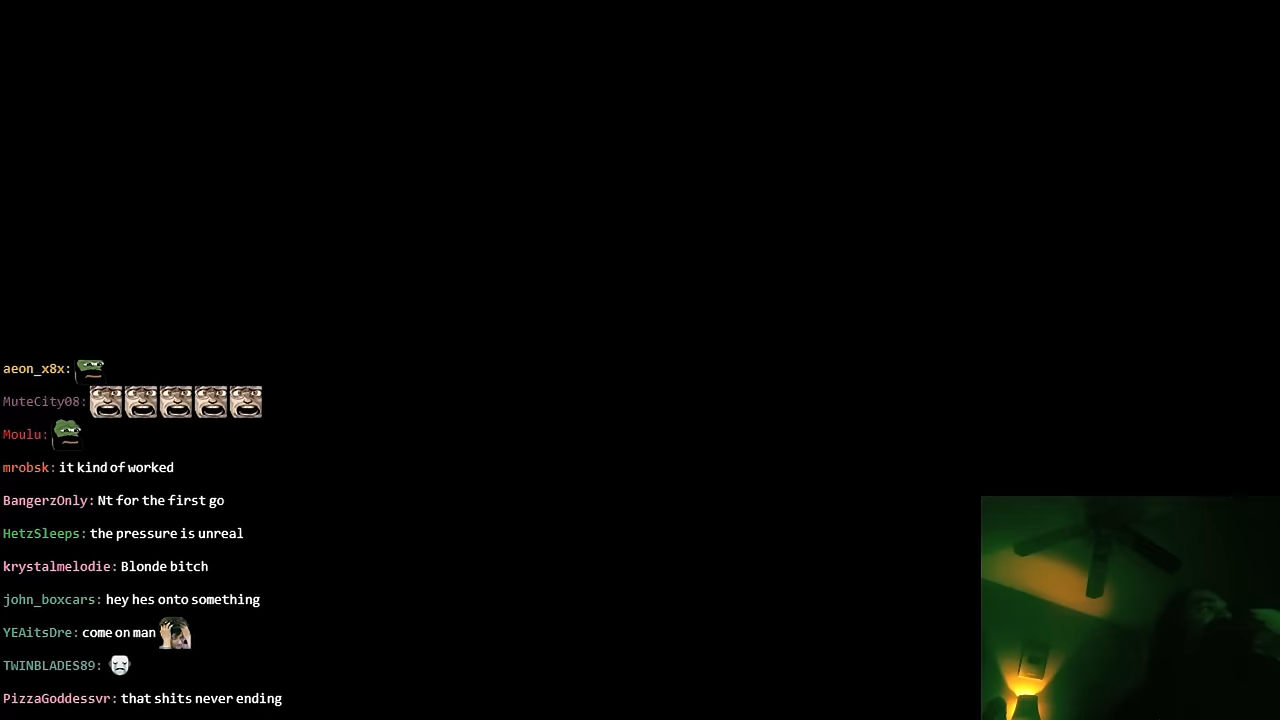 aeon_x8x:
MuteCity08:
Moulu:
mrobsk: it kind of worked
BangerzOnly: Nt for the first go
HetzSleeps: the pressure is unreal
krystalmelodie: Blonde bitch
john_boxcars: hey hes onto something
YEAitsDre: come on man
TWINBLADES89:
PizzaGoddessvr: that shits never ending